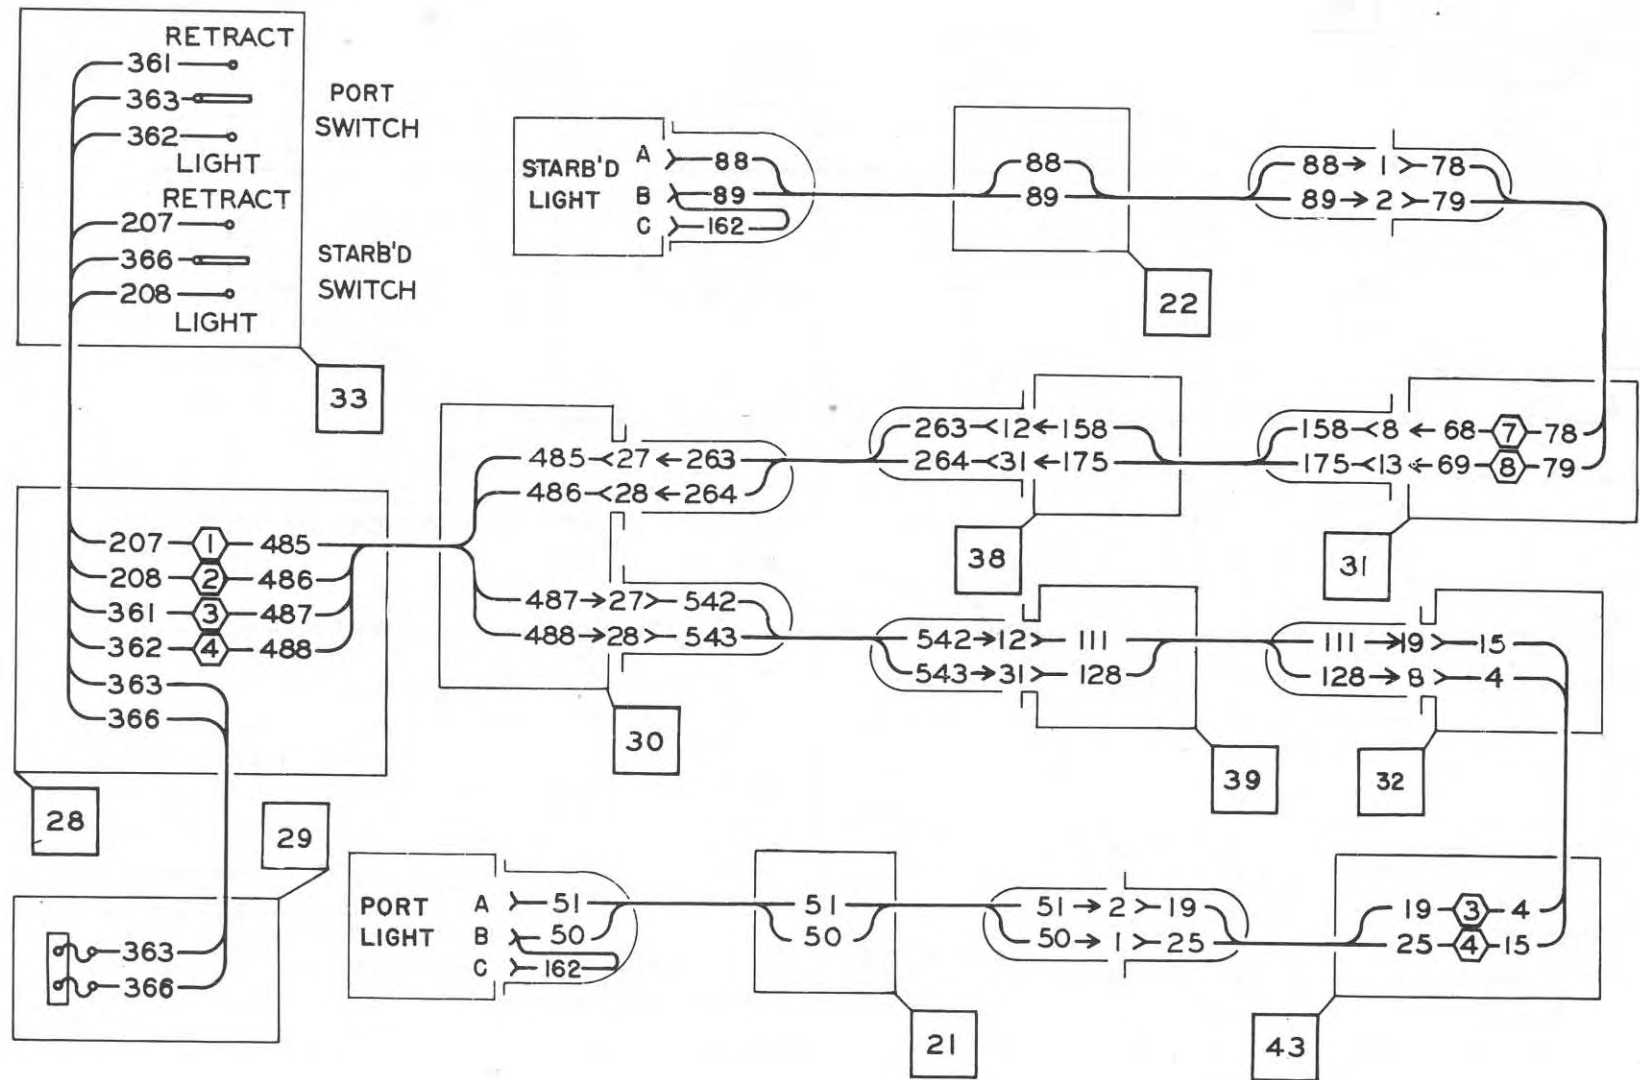 RETRACT
361
363
362
LIGHT
PORT
SWITCH
RETRACT
207
366
208
LIGHT
STARB'D
SWITCH
33
STARB'D
LIGHT
A 88
B 89
C 162
88
89
22
88 1 78
89 2 79
485 27 263
486 28 264
263 12 158
264 31 175
38
158 8 68 7 78
175 13 69 8 79
31
207 1 485
208 2 486
361 3 487
362 4 488
363
366
28
487 27 542
488 28 543
30
542 12 111
543 31 128
39
111 19 15
128 8 4
32
29
363
366
PORT
LIGHT
A 51
B 50
C 162
51
50
21
51 2 19
50 1 25
19 3 4
25 4 15
43